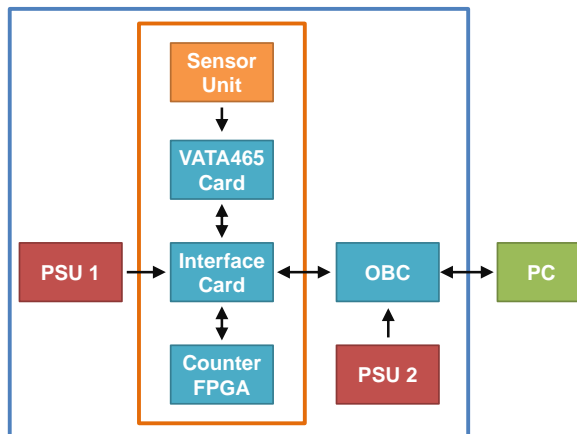 Sensor
Unit
VATA465
Card
PSU 1
Interface
Card
OBC
PC
Counter
FPGA
PSU 2